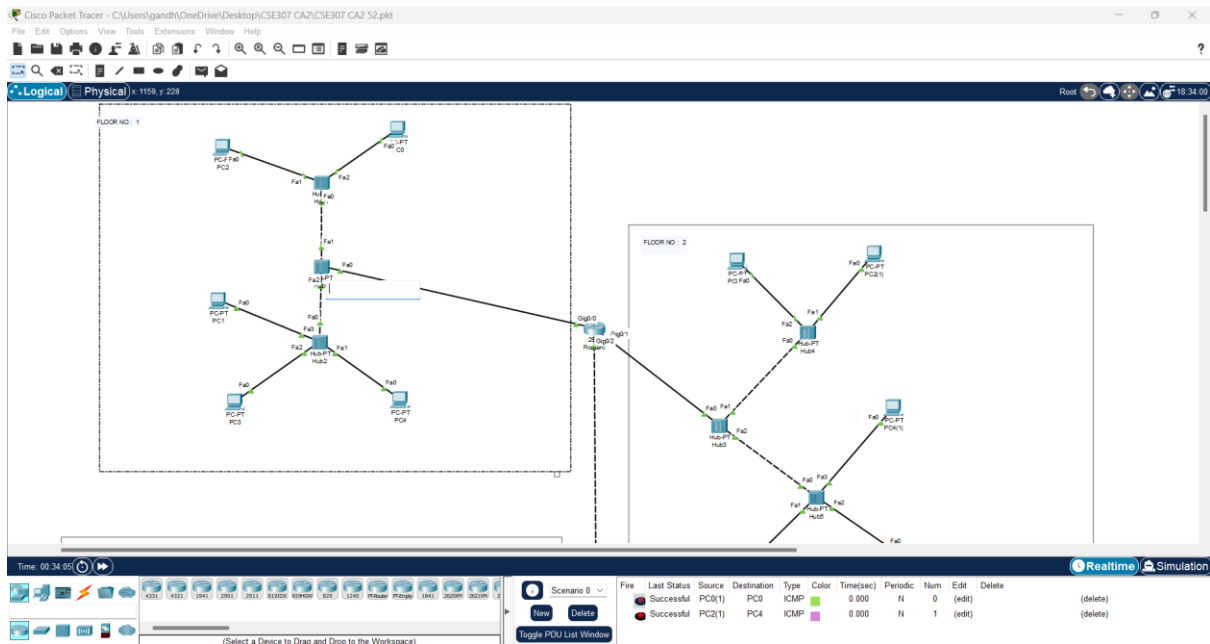 Cisco Packet Tracer - C:\Users\gandh\OneDrive\Desktop\CSE307 CA2\CSE307 CA2 52.pkt
File Edit Options View Tools Extensions Window Help
?
Logical Physical x: 1159, y: 228
Root 18:34:00
FLOOR NO : 1
Fa0
PC-PT
C0
PC-F Fa0
PC2
Fa1 Fa2
Fa0
Fa1
Fa0
Fa2
Fa0
PC-PT
PC1
Fa0
Fa3
Fa2 Fa1
Hub-PT
Hub2
Fa0
PC-PT
PC3
Fa0
PC-PT
PC4
Gig0/0
Gig0/1
Gig0/2
FLOOR NO : 2
Fa0
PC-PT
PC2(1)
Fa0
Fa1
Fa2
Fa0
Hub-PT
Hub4
Fa0 Fa1
Fa2
Hub-PT
Hub3
Fa0
PC-PT
PC4(1)
Fa0 Fa3
Fa1 Fa2
Hub-PT
Hub5
Fa0
Time: 00:34:05
Realtime Simulation
4331 4321 1941 2901 2911 819IOX 819HGW 829 1240 PT-Router PT-Empty 1841 2620XM 2621XM 2
(Select a Device to Drag and Drop to the Workspace)
Scenario 0
New Delete
Toggle PDU List Window
Fire Last Status Source Destination Type Color Time(sec) Periodic Num Edit Delete
Successful PC0(1) PC0 ICMP 0.000 N 0 (edit) (delete)
Successful PC2(1) PC4 ICMP 0.000 N 1 (edit) (delete)